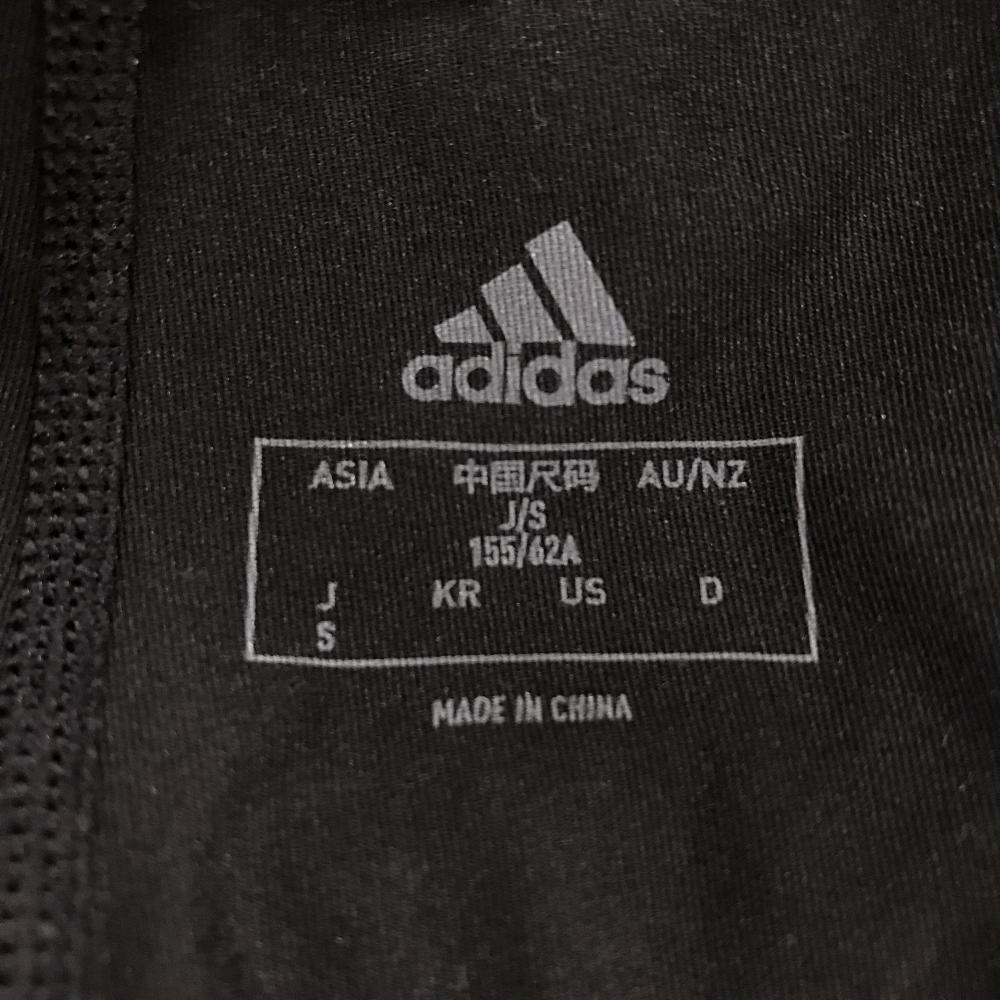 adidas
ASIA 中国尺码 AU/NZ
J/S
155/62A
J KR US D
S
MADE IN CHINA